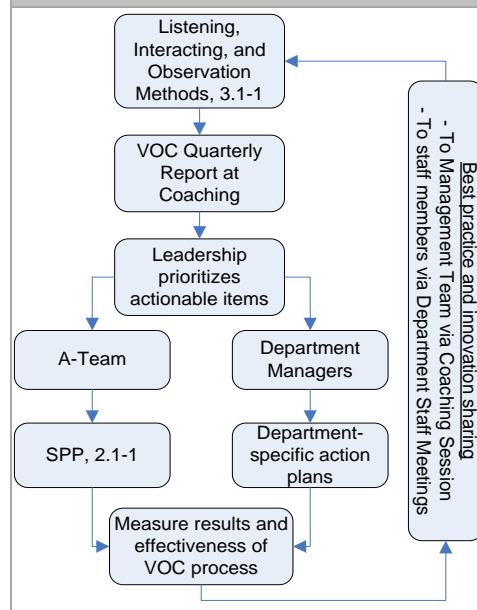 Listening,
Interacting, and
Observation
Methods, 3.1-1
VOC Quarterly
Report at
Coaching
Leadership
prioritizes
actionable items
A-Team
Department
Managers
SPP, 2.1-1
Department-
specific action
plans
Measure results and
effectiveness of
VOC process
Best practice and innovation sharing
- To Management Team via Coaching Session
- To staff members via Department Staff Meetings